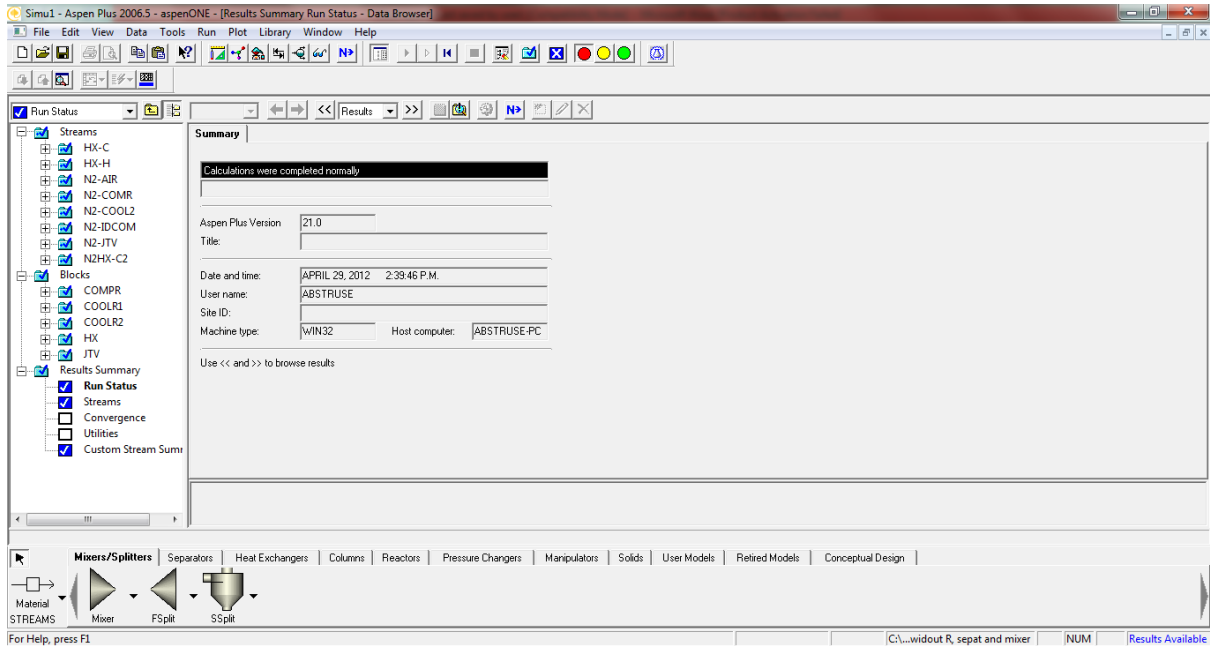 Simu1 - Aspen Plus 2006.5 - aspenONE - [Results Summary Run Status - Data Browser]
File Edit View Data Tools Run Plot Library Window Help
N>
Run Status Results N>
Streams
HX-C
HX-H
N2-AIR
N2-COMR
N2-COOL2
N2-IDCOM
N2-JTV
N2HX-C2
Blocks
COMPR
COOLR1
COOLR2
HX
JTV
Results Summary
Run Status
Streams
Convergence
Utilities
Custom Stream Sum
Summary
Calculations were completed normally
Aspen Plus Version 21.0
Title:
Date and time: APRIL 29, 2012 2:39:46 P.M.
User name: ABSTRUSE
Site ID:
Machine type: WIN32 Host computer: ABSTRUSE-PC
Use << and >> to browse results
Mixers/Splitters Separators Heat Exchangers Columns Reactors Pressure Changers Manipulators Solids User Models Retired Models Conceptual Design
Material
STREAMS Mixer FSplit SSplit
For Help, press F1 C:\...widout R, sepat and mixer NUM Results Available